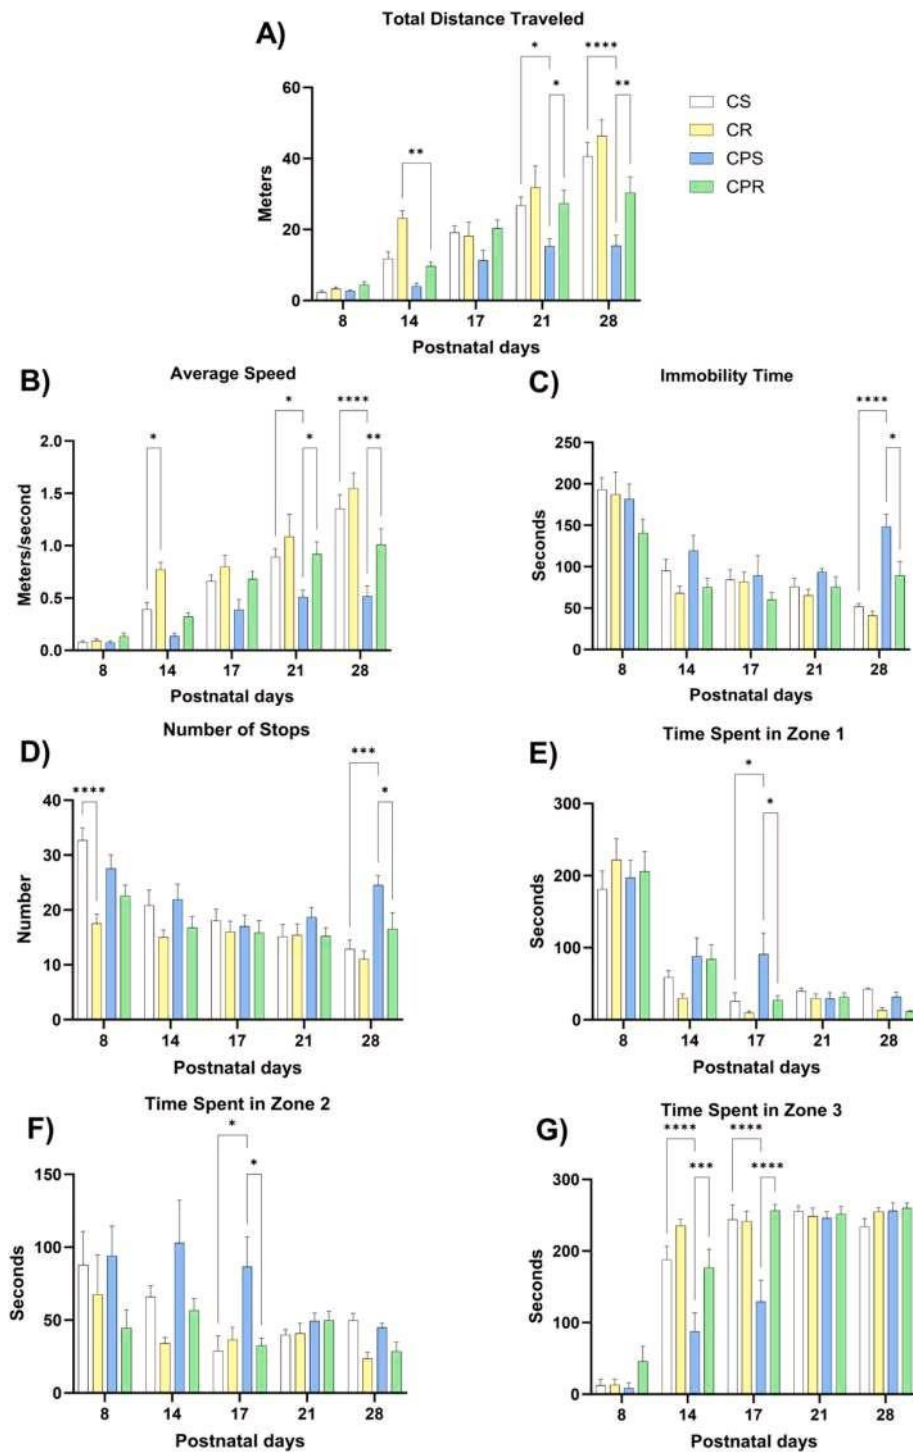 A)
Total Distance Traveled
* ****
* **
**
60
40
20
0
Meters
8 14 17 21 28
Postnatal days
CS
CR
CPS
CPR
B)
Average Speed
* ****
* * **
2.0
1.5
1.0
0.5
0.0
Meters/second
8 14 17 21 28
Postnatal days
C)
Immobility Time
****
*
250
200
150
100
50
0
Seconds
8 14 17 21 28
Postnatal days
D)
Number of Stops
***
**** *
40
30
20
10
0
Number
8 14 17 21 28
Postnatal days
E)
Time Spent in Zone 1
*
*
300
200
100
0
Seconds
8 14 17 21 28
Postnatal days
F)
Time Spent in Zone 2
*
*
150
100
50
0
Seconds
8 14 17 21 28
Postnatal days
G)
Time Spent in Zone 3
**** ****
*** ****
300
200
100
0
Seconds
8 14 17 21 28
Postnatal days